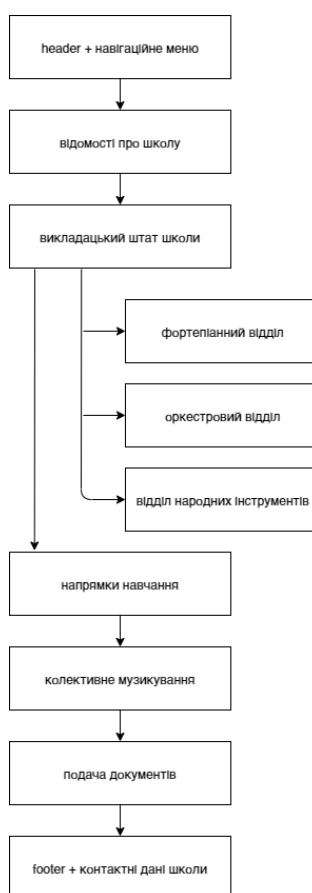 header + навігаційне меню
відомості про школу
викладацький штат школи
фортепіанний відділ
оркестровий відділ
відділ народних інструментів
напрямки навчання
колективне музикування
подача документів
footer + контактні дані школи